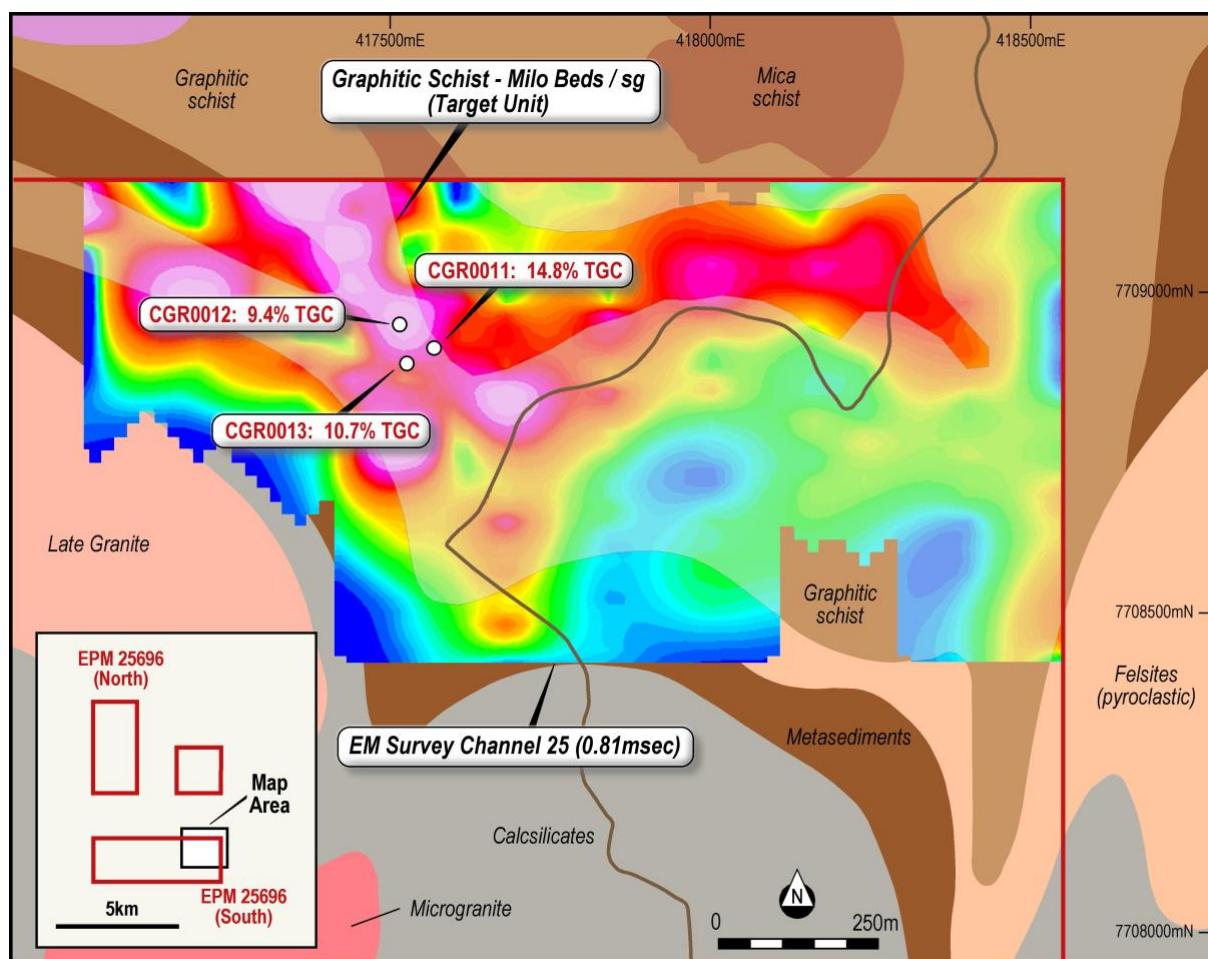 417500mE
418000mE
418500mE
Graphitic
schist
Graphitic Schist - Milo Beds / sg
(Target Unit)
Mica
schist
CGR0011: 14.8% TGC
7709000mN
CGR0012: 9.4% TGC
CGR0013: 10.7% TGC
Late Granite
Graphitic
schist
7708500mN
EPM 25696
(North)
Felsites
(pyroclastic)
EM Survey Channel 25 (0.81msec)
Metasediments
Map
Area
Calcsilicates
EPM 25696
(South)
5km
Microgranite
N
0
250m
7708000mN